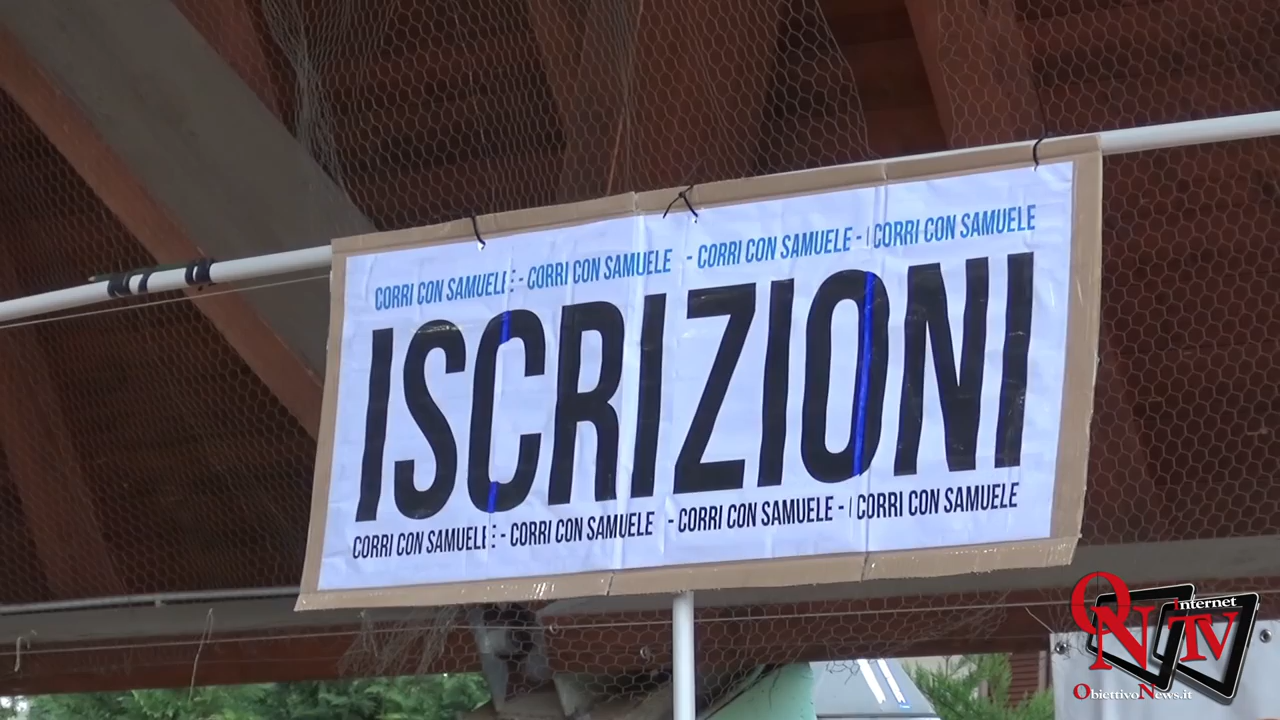 CORRI CON SAMUELE - CORRI CON SAMUELE - CORRI CON SAMUELE - CORRI CON SAMUELE
ISCRIZIONI
CORRI CON SAMUELE - CORRI CON SAMUELE - CORRI CON SAMUELE - CORRI CON SAMUELE
ON Internet TV
ObiettivoNews.it